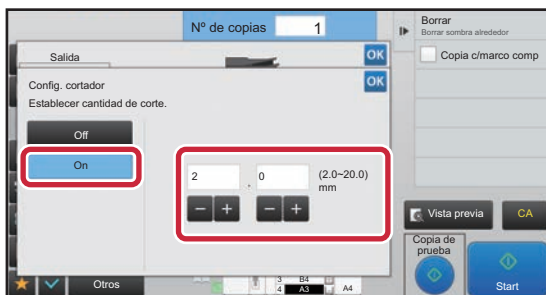 Nº de copias 1
Borrar
Borrar sombra alrededor
Salida
OK
Copia c/marco comp
Config. cortador
OK
Establecer cantidad de corte.
Off
On
2 . 0 (2.0~20.0)
mm
Vista previa
CA
Copia de
prueba
Start
Otros
3 B4
4 A3 A4